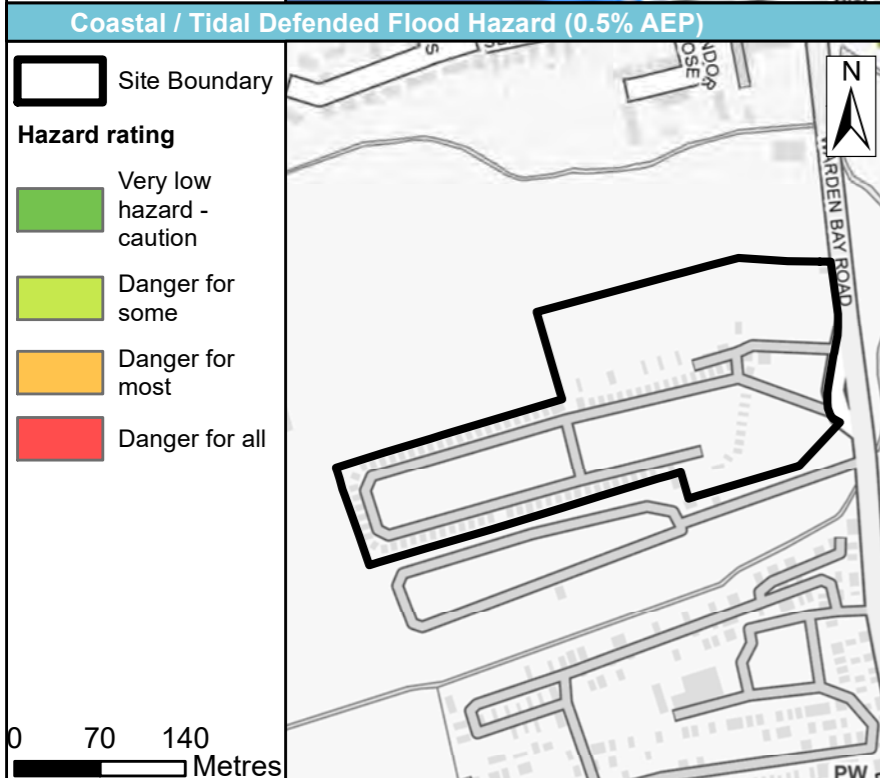 Coastal / Tidal Defended Flood Hazard (0.5% AEP)
Site Boundary
Hazard rating
Very low
hazard -
caution
Danger for
some
Danger for
most
Danger for all
0 70 140
Metres
N
WARDEN BAY ROAD
PW